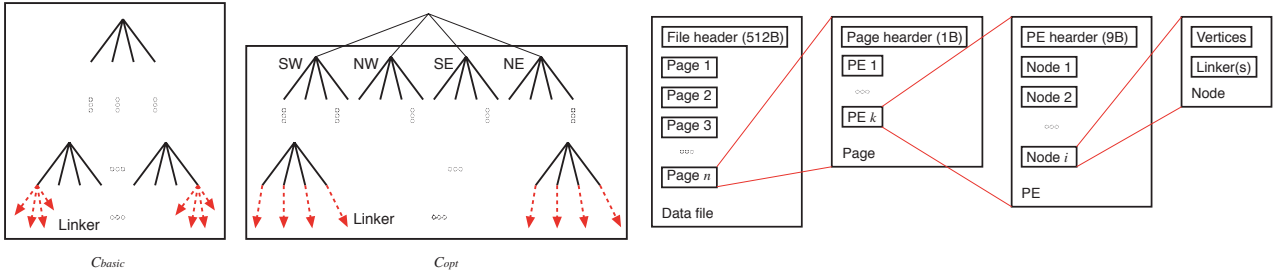 SW NW SE NE
Linker
Linker
Cbasic
Copt
File header (512B)
Page 1
Page 2
Page 3
Page n
Data file
Page hearder (1B)
PE 1
PE k
Page
PE hearder (9B)
Node 1
Node 2
Node i
PE
Vertices
Linker(s)
Node